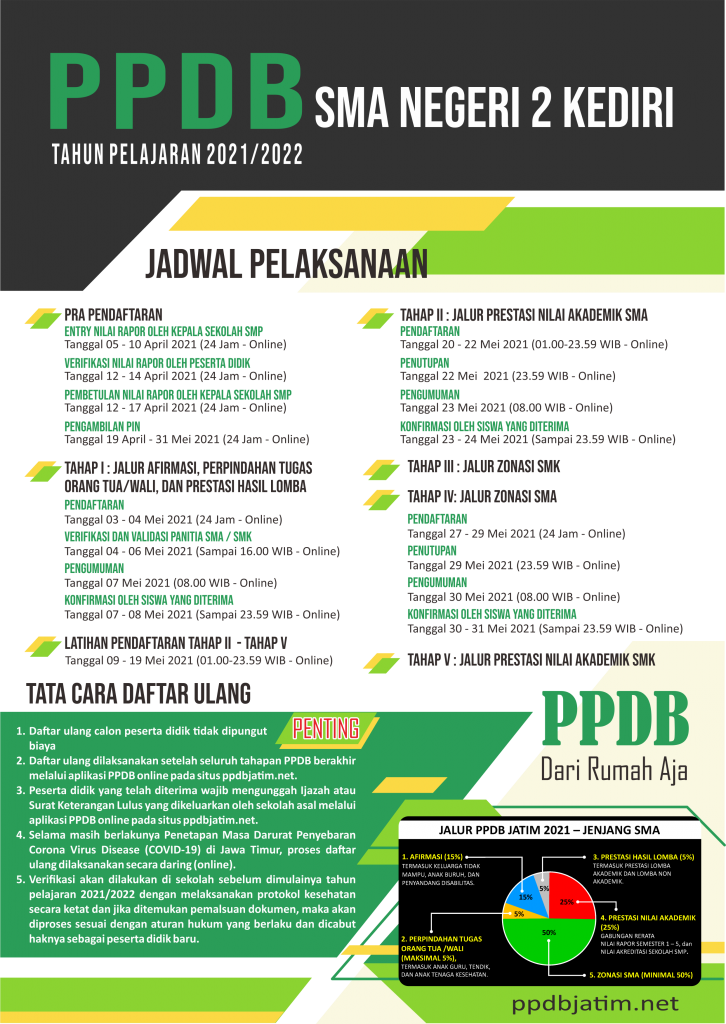 PPDB SMA NEGERI 2 KEDIRI
TAHUN PELAJARAN 2021/2022
JADWAL PELAKSANAAN
PRA PENDAFTARAN
ENTRY NILAI RAPOR OLEH KEPALA SEKOLAH SMP
Tanggal 05 - 10 April 2021 (24 Jam - Online)
VERIFIKASI NILAI RAPOR OLEH PESERTA DIDIK
Tanggal 12 - 14 April 2021 (24 Jam - Online)
PEMBETULAN NILAI RAPOR OLEH KEPALA SEKOLAH SMP
Tanggal 12 - 17 April 2021 (24 Jam - Online)
PENGAMBILAN PIN
Tanggal 19 April - 31 Mei 2021 (24 Jam - Online)
TAHAP I : JALUR AFIRMASI, PERPINDAHAN TUGAS
ORANG TUA/WALI, DAN PRESTASI HASIL LOMBA
PENDAFTARAN
Tanggal 03 - 04 Mei 2021 (24 Jam - Online)
VERIFIKASI DAN VALIDASI PANITIA SMA / SMK
Tanggal 04 - 06 Mei 2021 (Sampai 16.00 WIB - Online)
PENGUMUMAN
Tanggal 07 Mei 2021 (08.00 WIB - Online)
KONFIRMASI OLEH SISWA YANG DITERIMA
Tanggal 07 - 08 Mei 2021 (Sampai 23.59 WIB - Online)
LATIHAN PENDAFTARAN TAHAP II - TAHAP V
Tanggal 09 - 19 Mei 2021 (01.00-23.59 WIB - Online)
TAHAP II : JALUR PRESTASI NILAI AKADEMIK SMA
PENDAFTARAN
Tanggal 20 - 22 Mei 2021 (01.00-23.59 WIB - Online)
PENUTUPAN
Tanggal 22 Mei 2021 (23.59 WIB - Online)
PENGUMUMAN
Tanggal 23 Mei 2021 (08.00 WIB - Online)
KONFIRMASI OLEH SISWA YANG DITERIMA
Tanggal 23 - 24 Mei 2021 (Sampai 23.59 WIB - Online)
TAHAP III : JALUR ZONASI SMK
TAHAP IV: JALUR ZONASI SMA
PENDAFTARAN
Tanggal 27 - 29 Mei 2021 (24 Jam - Online)
PENUTUPAN
Tanggal 29 Mei 2021 (23.59 WIB - Online)
PENGUMUMAN
Tanggal 30 Mei 2021 (08.00 WIB - Online)
KONFIRMASI OLEH SISWA YANG DITERIMA
Tanggal 30 - 31 Mei 2021 (Sampai 23.59 WIB - Online)
TAHAP V : JALUR PRESTASI NILAI AKADEMIK SMK
TATA CARA DAFTAR ULANG
PENTING
1. Daftar ulang calon peserta didik tidak dipungut
biaya
2. Daftar ulang dilaksanakan setelah seluruh tahapan PPDB berakhir
melalui aplikasi PPDB online pada situs ppdbjatim.net.
3. Peserta didik yang telah diterima wajib mengunggah Ijazah atau
Surat Keterangan Lulus yang dikeluarkan oleh sekolah asal melalui
aplikasi PPDB online pada situs ppdbjatim.net.
4. Selama masih berlakunya Penetapan Masa Darurat Penyebaran
Corona Virus Disease (COVID-19) di Jawa Timur, proses daftar
ulang dilaksanakan secara daring (online).
5. Verifikasi akan dilakukan di sekolah sebelum dimulainya tahun
pelajaran 2021/2022 dengan melaksanakan protokol kesehatan
secara ketat dan jika ditemukan pemalsuan dokumen, maka akan
diproses sesuai dengan aturan hukum yang berlaku dan dicabut
haknya sebagai peserta didik baru.
PPDB
Dari Rumah Aja
JALUR PPDB JATIM 2021 – JENJANG SMA
1. AFIRMASI (15%)
TERMASUK KELUARGA TIDAK
MAMPU, ANAK BURUH, DAN
PENYANDANG DISABILITAS.
2. PERPINDAHAN TUGAS
ORANG TUA /WALI
(MAKSIMAL 5%),
TERMASUK ANAK GURU, TENDIK,
DAN ANAK TENAGA KESEHATAN.
15%
5%
5%
25%
50%
3. PRESTASI HASIL LOMBA (5%)
TERMASUK PRESTASI LOMBA
AKADEMIK DAN LOMBA NON
AKADEMIK.
4. PRESTASI NILAI AKADEMIK
(25%)
GABUNGAN RERATA
NILAI RAPOR SEMESTER 1 – 5, dan
NILAI AKREDITASI SEKOLAH SMP.
5. ZONASI SMA (MINIMAL 50%)
ppdbjatim.net